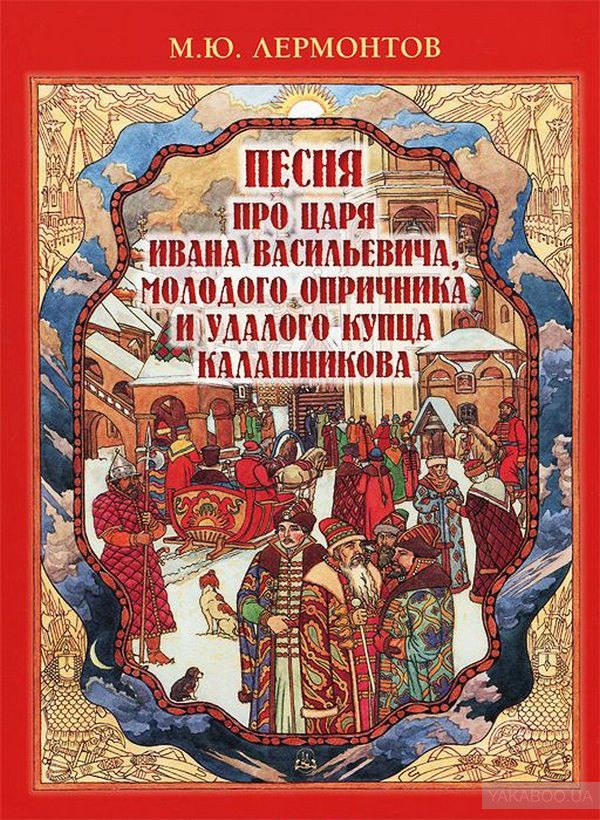 М.Ю. ЛЕРМОНТОВ
ПЕСНЯ
ПРО ЦАРЯ
ИВАНА ВАСИЛЬЕВИЧА,
МОЛОДОГО ОПРИЧНИКА
И УДАЛОГО КУПЦА
КАЛАШНИКОВА
YAKABOO.UA